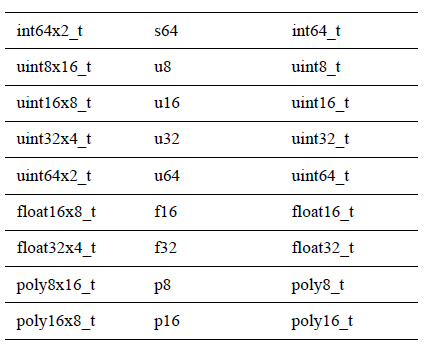 int64x2_t s64 int64_t
uint8x16_t u8 uint8_t
uint16x8_t u16 uint16_t
uint32x4_t u32 uint32_t
uint64x2_t u64 uint64_t
float16x8_t f16 float16_t
float32x4_t f32 float32_t
poly8x16_t p8 poly8_t
poly16x8_t p16 poly16_t